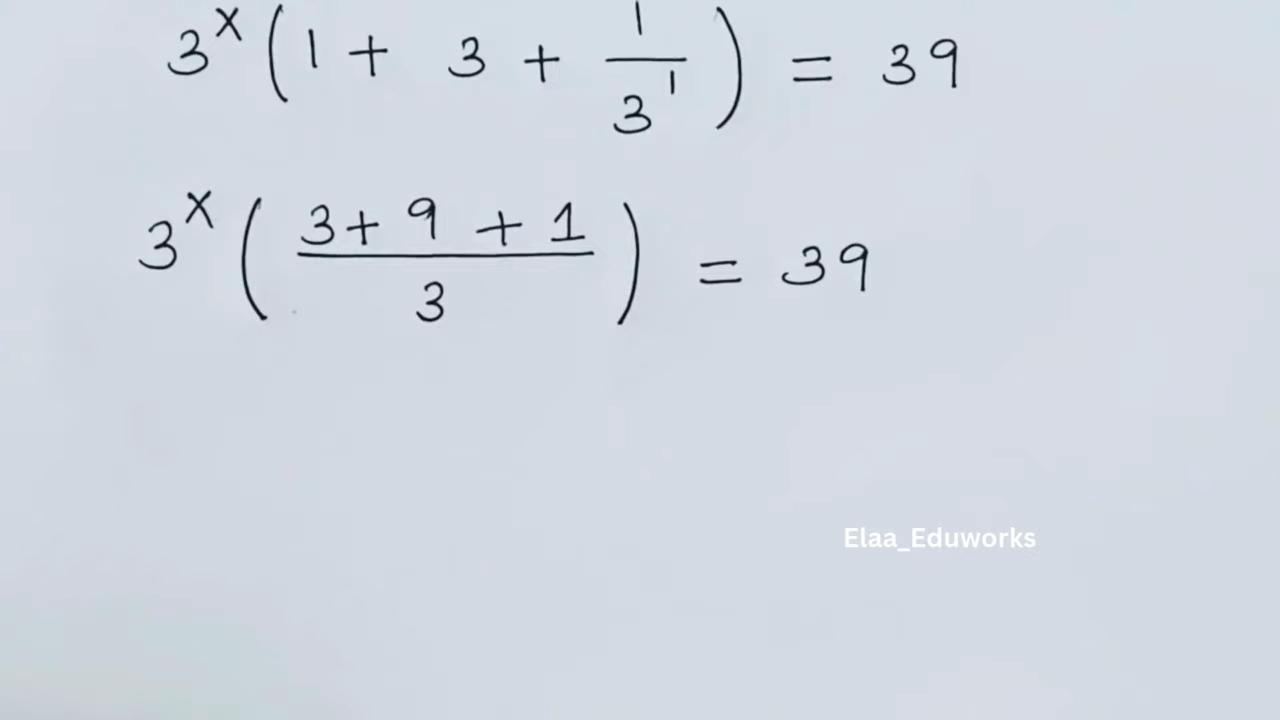 3^x (1 + 3 + 1/3^1) = 39
3^x ((3 + 9 + 1)/3) = 39
Elaa_Eduworks